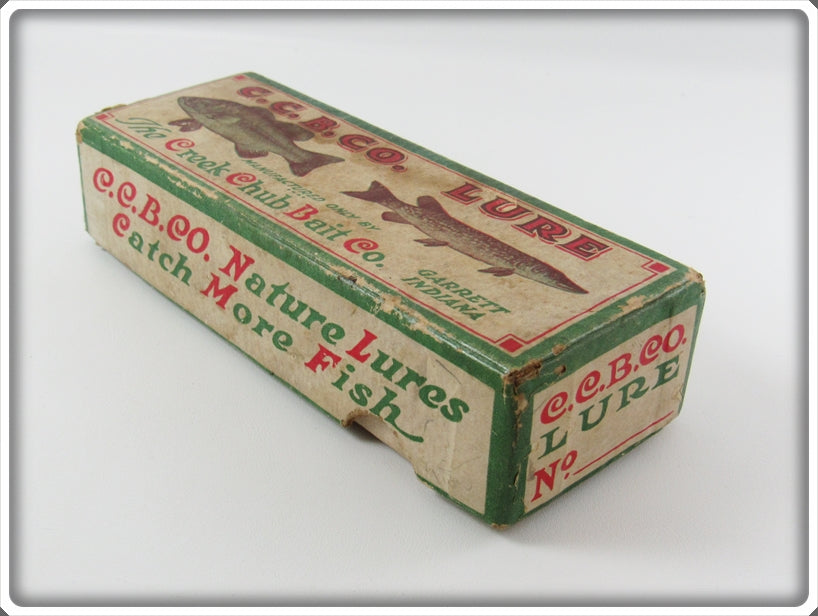 C.C.B.CO. LURE
MANUFACTURED ONLY BY
The Creek Chub Bait Co.
GARRETT
INDIANA
C.C.B.CO. Nature Lures
Catch More Fish
C.C.B.CO.
LURE
No